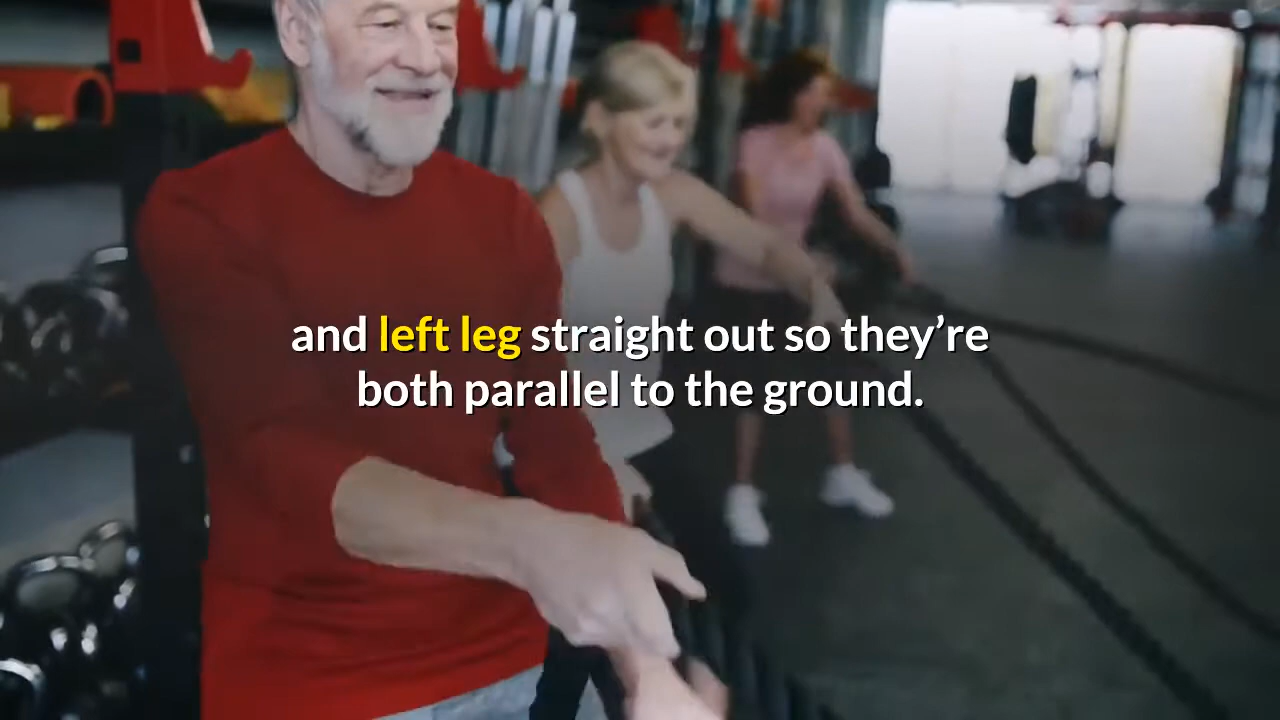 and left leg straight out so they’re
both parallel to the ground.